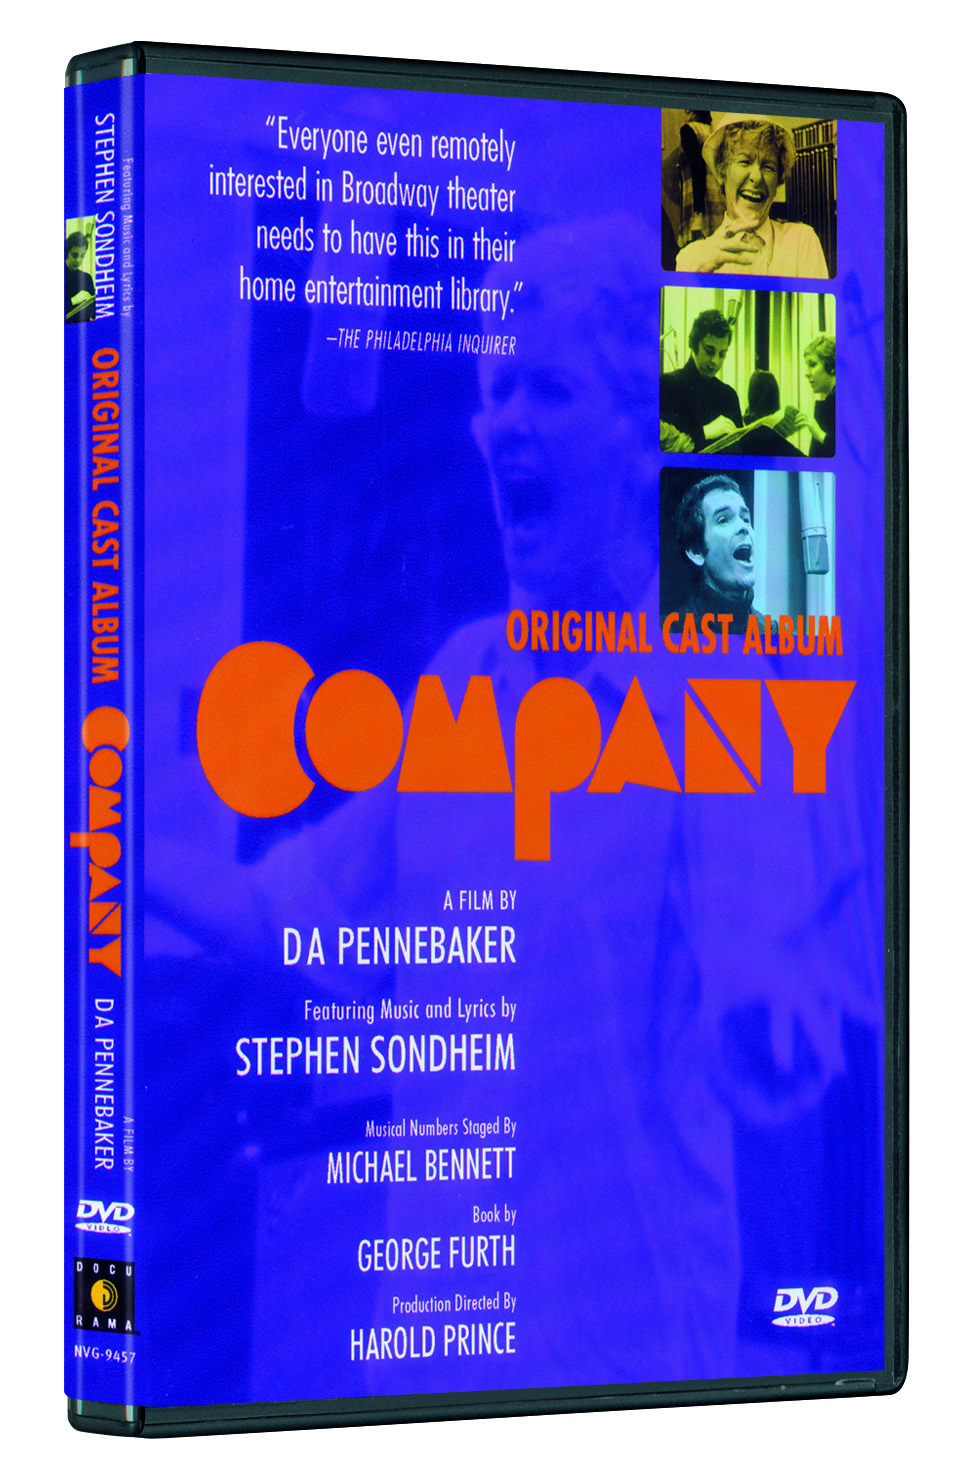 Featuring Music and Lyrics by
STEPHEN SONDHEIM
ORIGINAL CAST ALBUM
COMPANY
A FILM BY
DA PENNEBAKER
DVD
VIDEO
DOCU
RAMA
NVG-9457
“Everyone even remotely
interested in Broadway theater
needs to have this in their
home entertainment library.”
–THE PHILADELPHIA INQUIRER
ORIGINAL CAST ALBUM
COMPANY
A FILM BY
DA PENNEBAKER
Featuring Music and Lyrics by
STEPHEN SONDHEIM
Musical Numbers Staged By
MICHAEL BENNETT
Book by
GEORGE FURTH
Production Directed By
HAROLD PRINCE
DVD
VIDEO